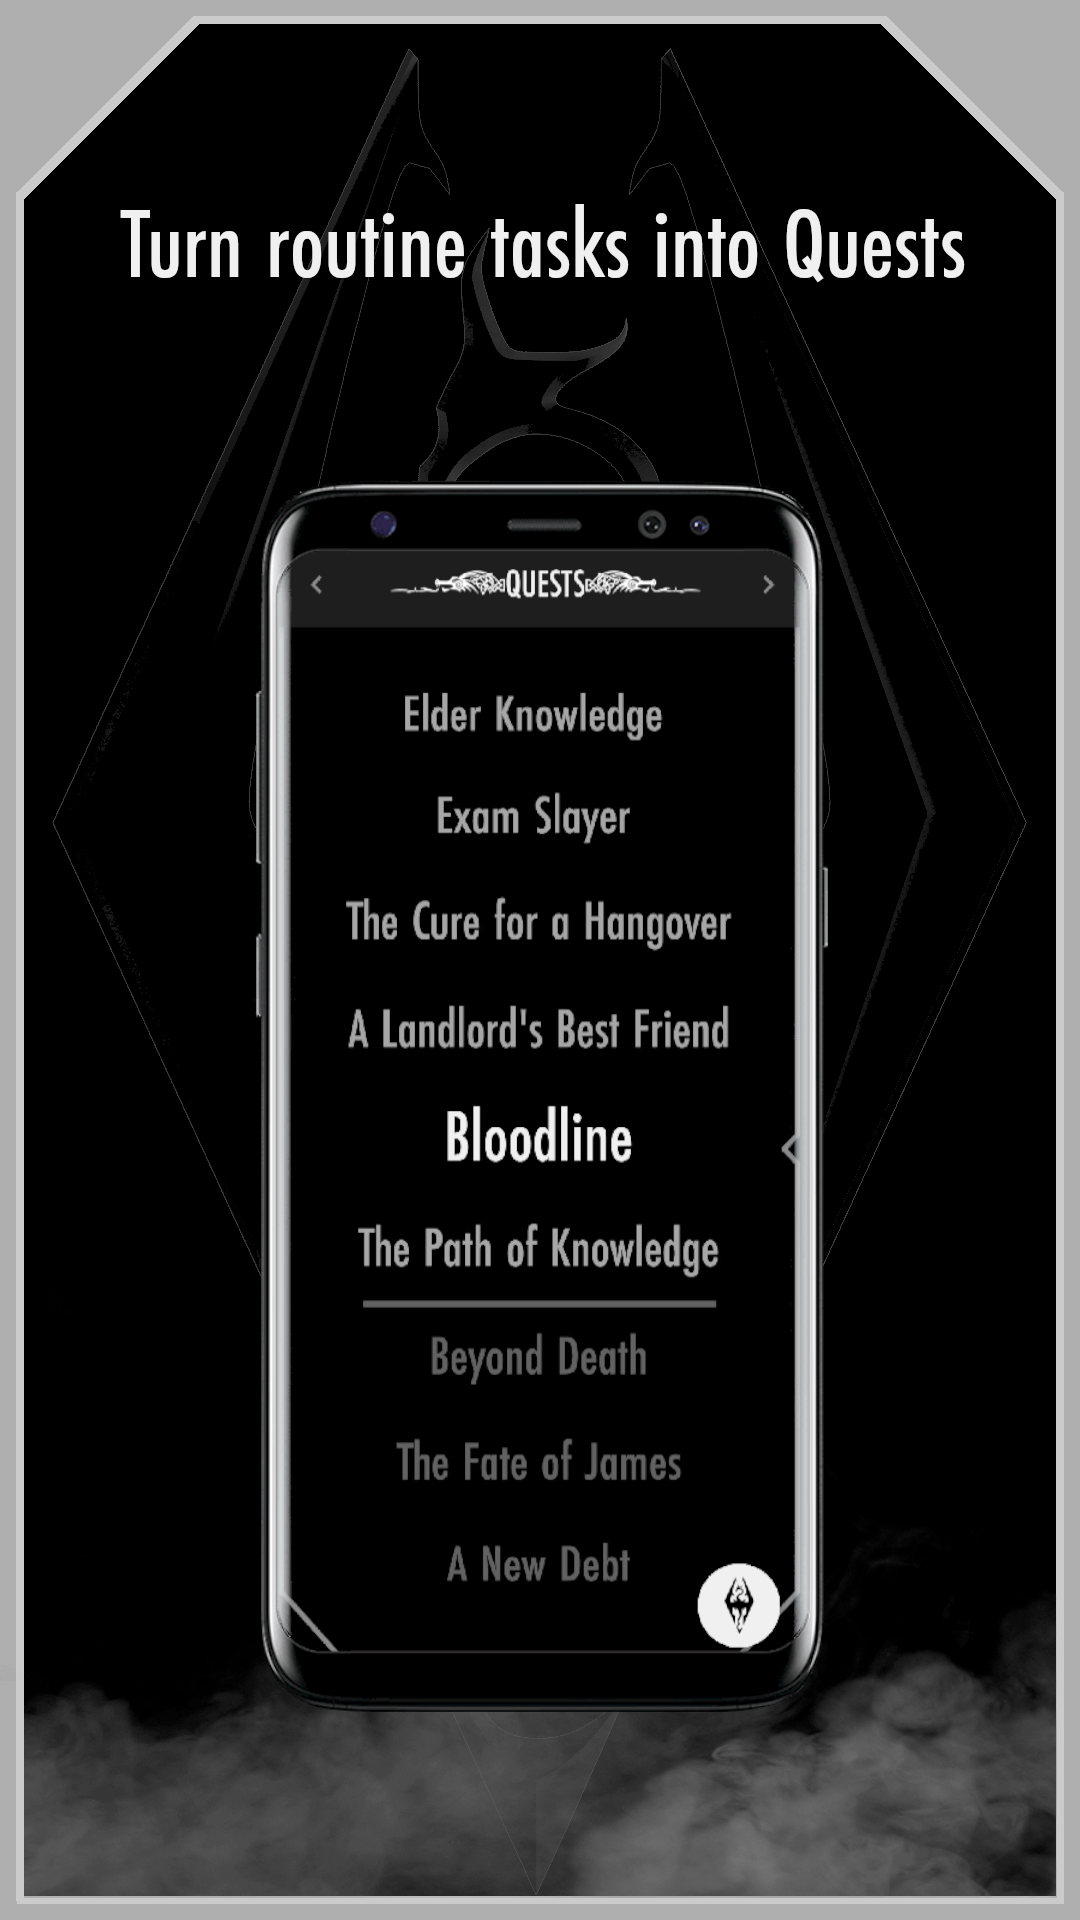 Turn routine tasks into Quests
QUESTS
Elder Knowledge
Exam Slayer
The Cure for a Hangover
A Landlord's Best Friend
Bloodline
The Path of Knowledge
Beyond Death
The Fate of James
A New Debt